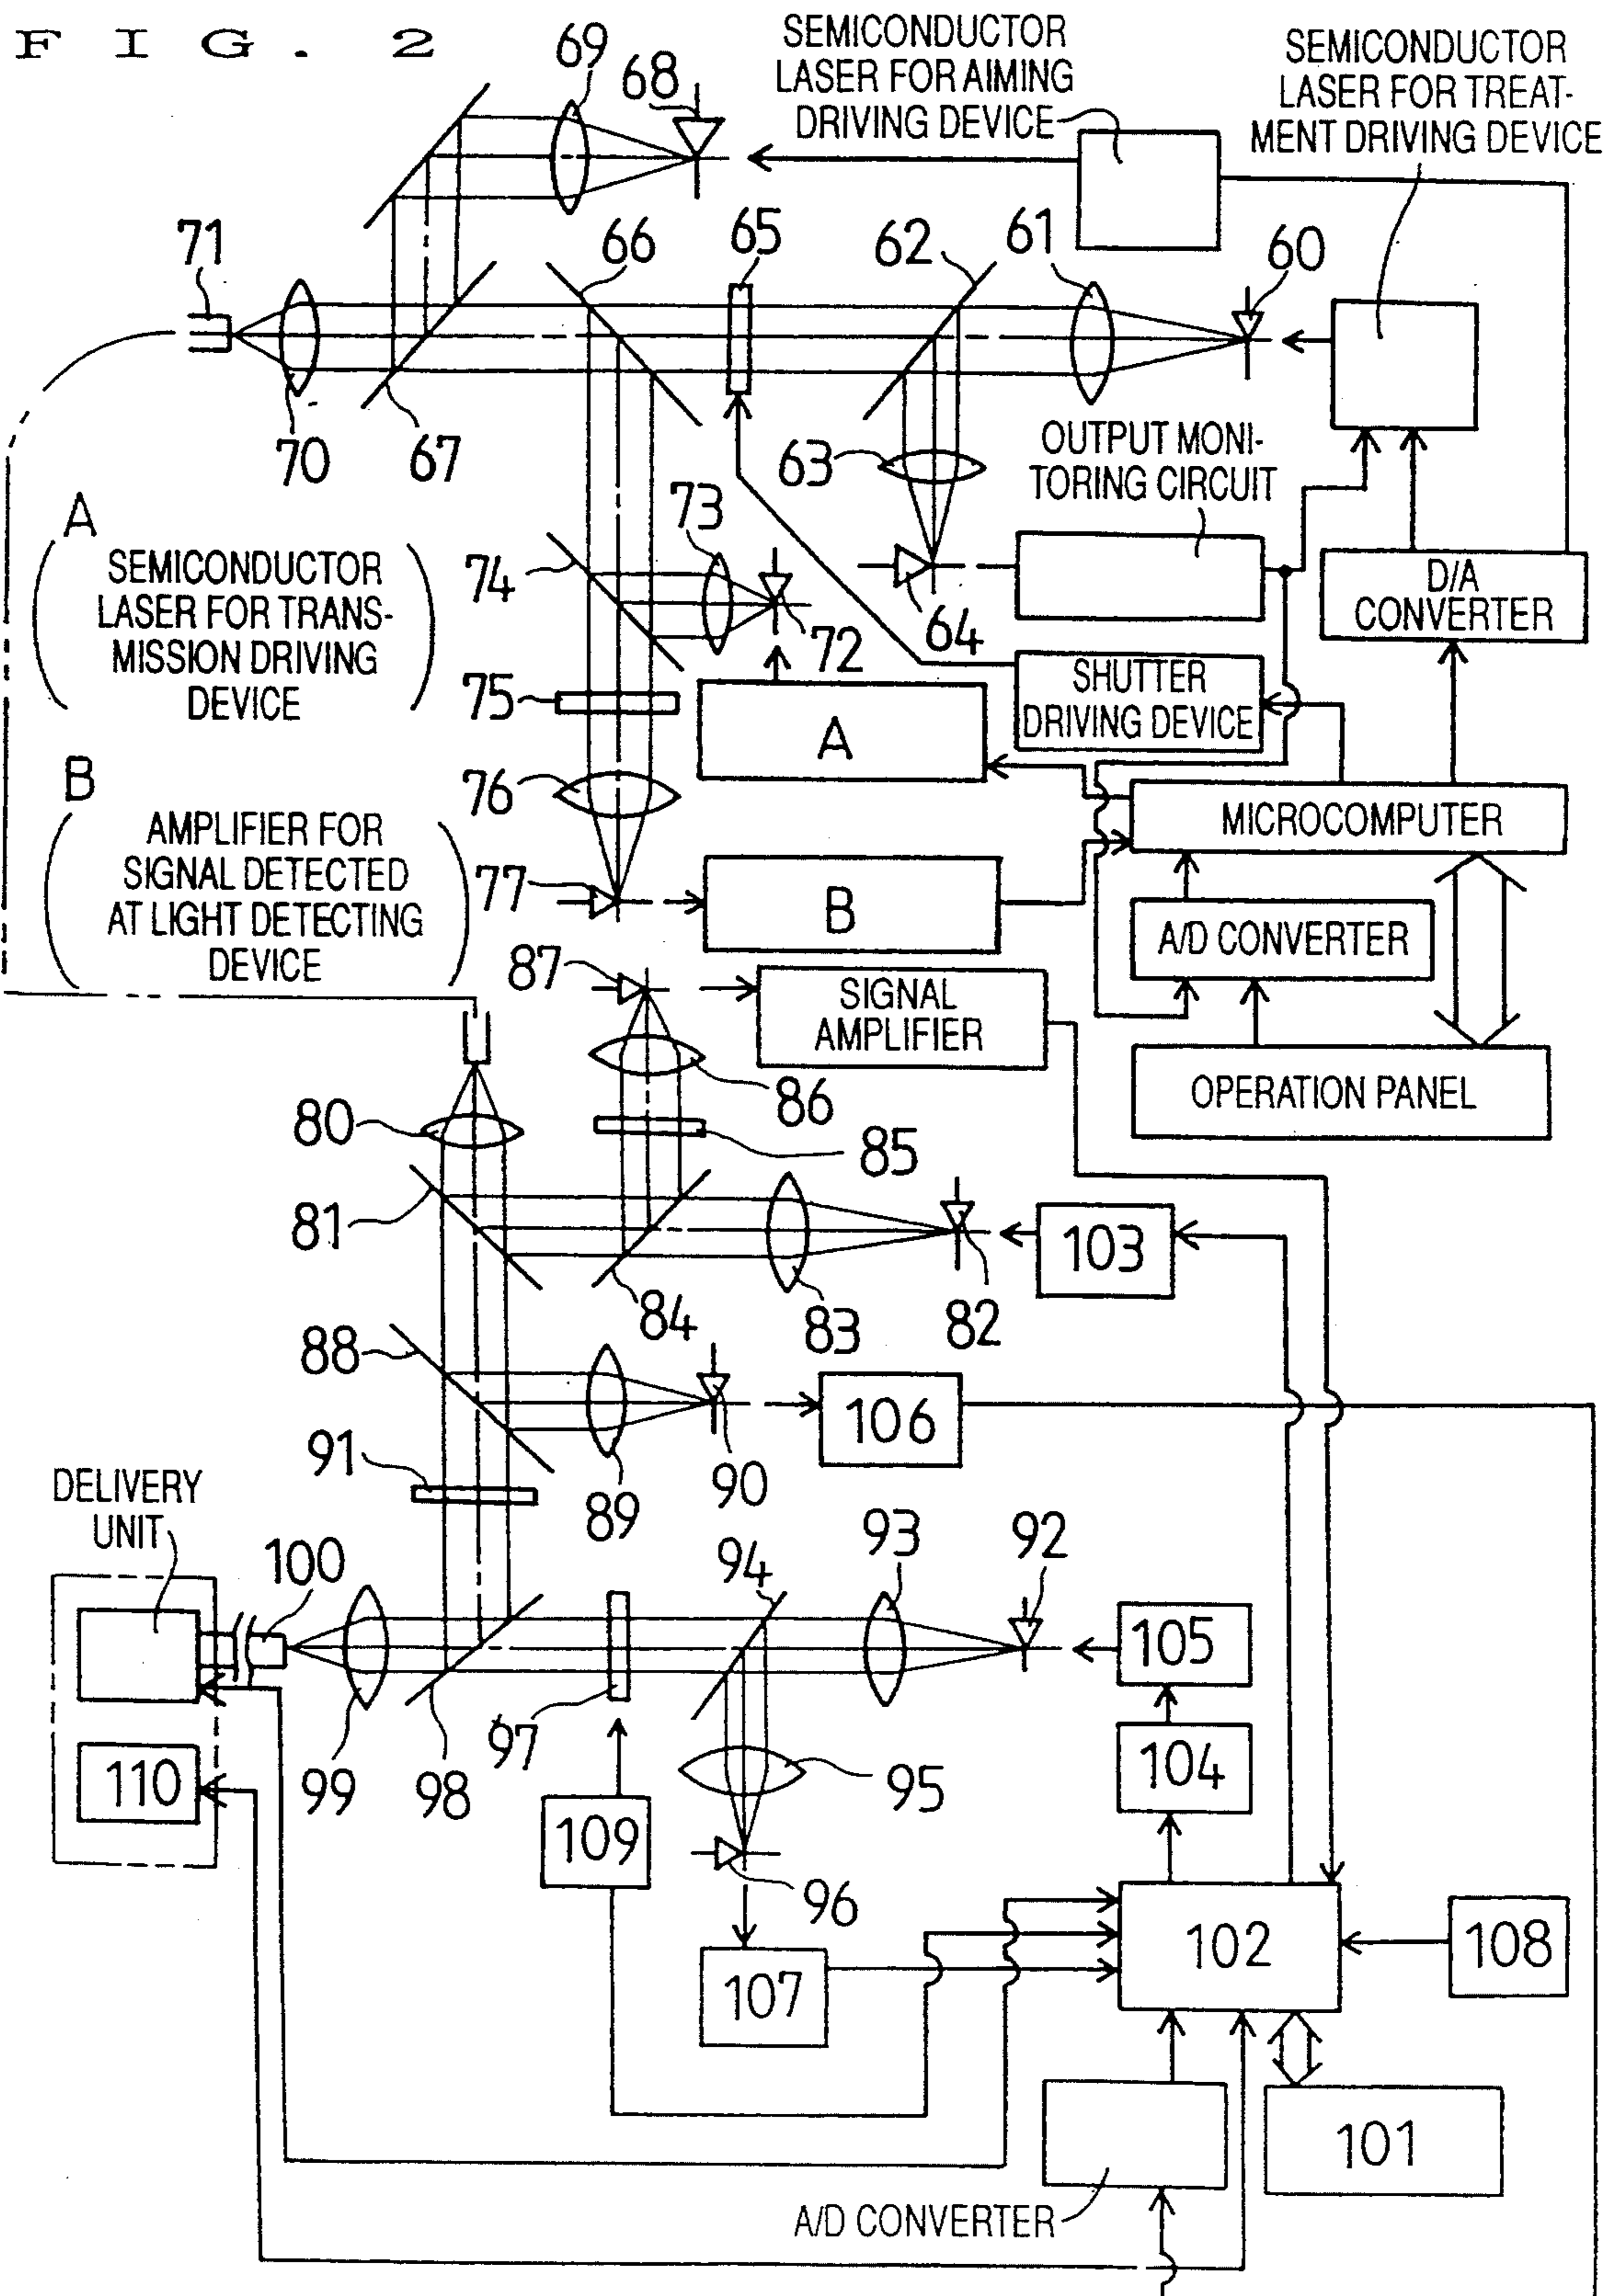 FIG. 2
69
68
SEMICONDUCTOR
LASER FOR AIMING
DRIVING DEVICE
SEMICONDUCTOR
LASER FOR TREAT-
MENT DRIVING DEVICE
71
66
65
62
61
60
70
67
63
OUTPUT MONI-
TORING CIRCUIT
A
SEMICONDUCTOR
LASER FOR TRANS-
MISSION DRIVING
DEVICE
74
73
72
64
D/A
CONVERTER
75
A
SHUTTER
DRIVING DEVICE
B
AMPLIFIER FOR
SIGNAL DETECTED
AT LIGHT DETECTING
DEVICE
76
MICROCOMPUTER
77
B
A/D CONVERTER
87
SIGNAL
AMPLIFIER
86
OPERATION PANEL
80
85
81
84
83
82
103
88
89
90
106
91
DELIVERY
UNIT
100
94
93
92
105
99
98
97
95
104
110
109
96
107
102
108
101
A/D CONVERTER